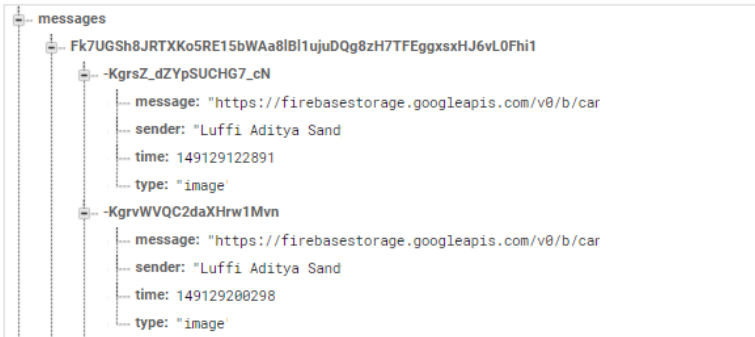 messages
Fk7UGSh8JRTXKo5RE15bWAa8lBl1ujuDQg8zH7TFEggxsxHJ6vL0Fhi1
-KgrsZ_dZYpSUCHG7_cN
message: "https://firebasestorage.googleapis.com/v0/b/car
sender: "Luffi Aditya Sand
time: 149129122891
type: "image'
-KgrvWVQC2daXHrw1Mvn
message: "https://firebasestorage.googleapis.com/v0/b/car
sender: "Luffi Aditya Sand
time: 149129200298
type: "image'